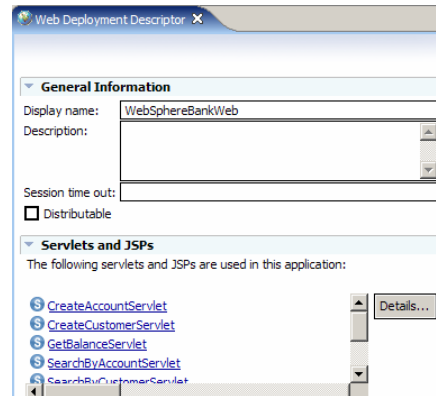 Web Deployment Descriptor
General Information
Display name: WebSphereBankWeb
Description:
Session time out:
Distributable
Servlets and JSPs
The following servlets and JSPs are used in this application:
S CreateAccountServlet Details...
S CreateCustomerServlet
S GetBalanceServlet
S SearchByAccountServlet
S SearchByCustomerServlet